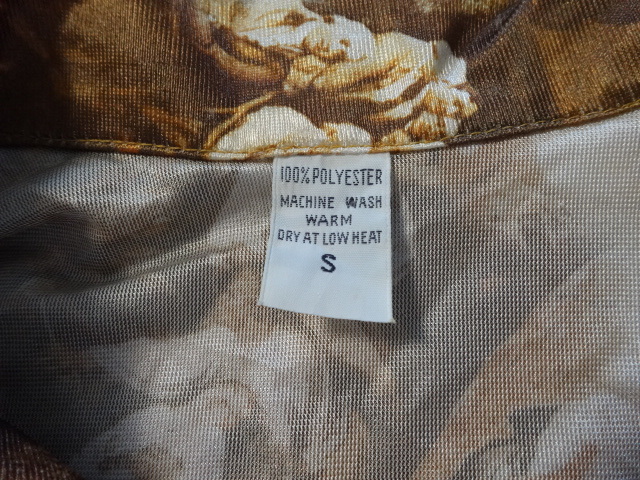 100% POLYESTER
MACHINE WASH
WARM
DRY AT LOW HEAT
S